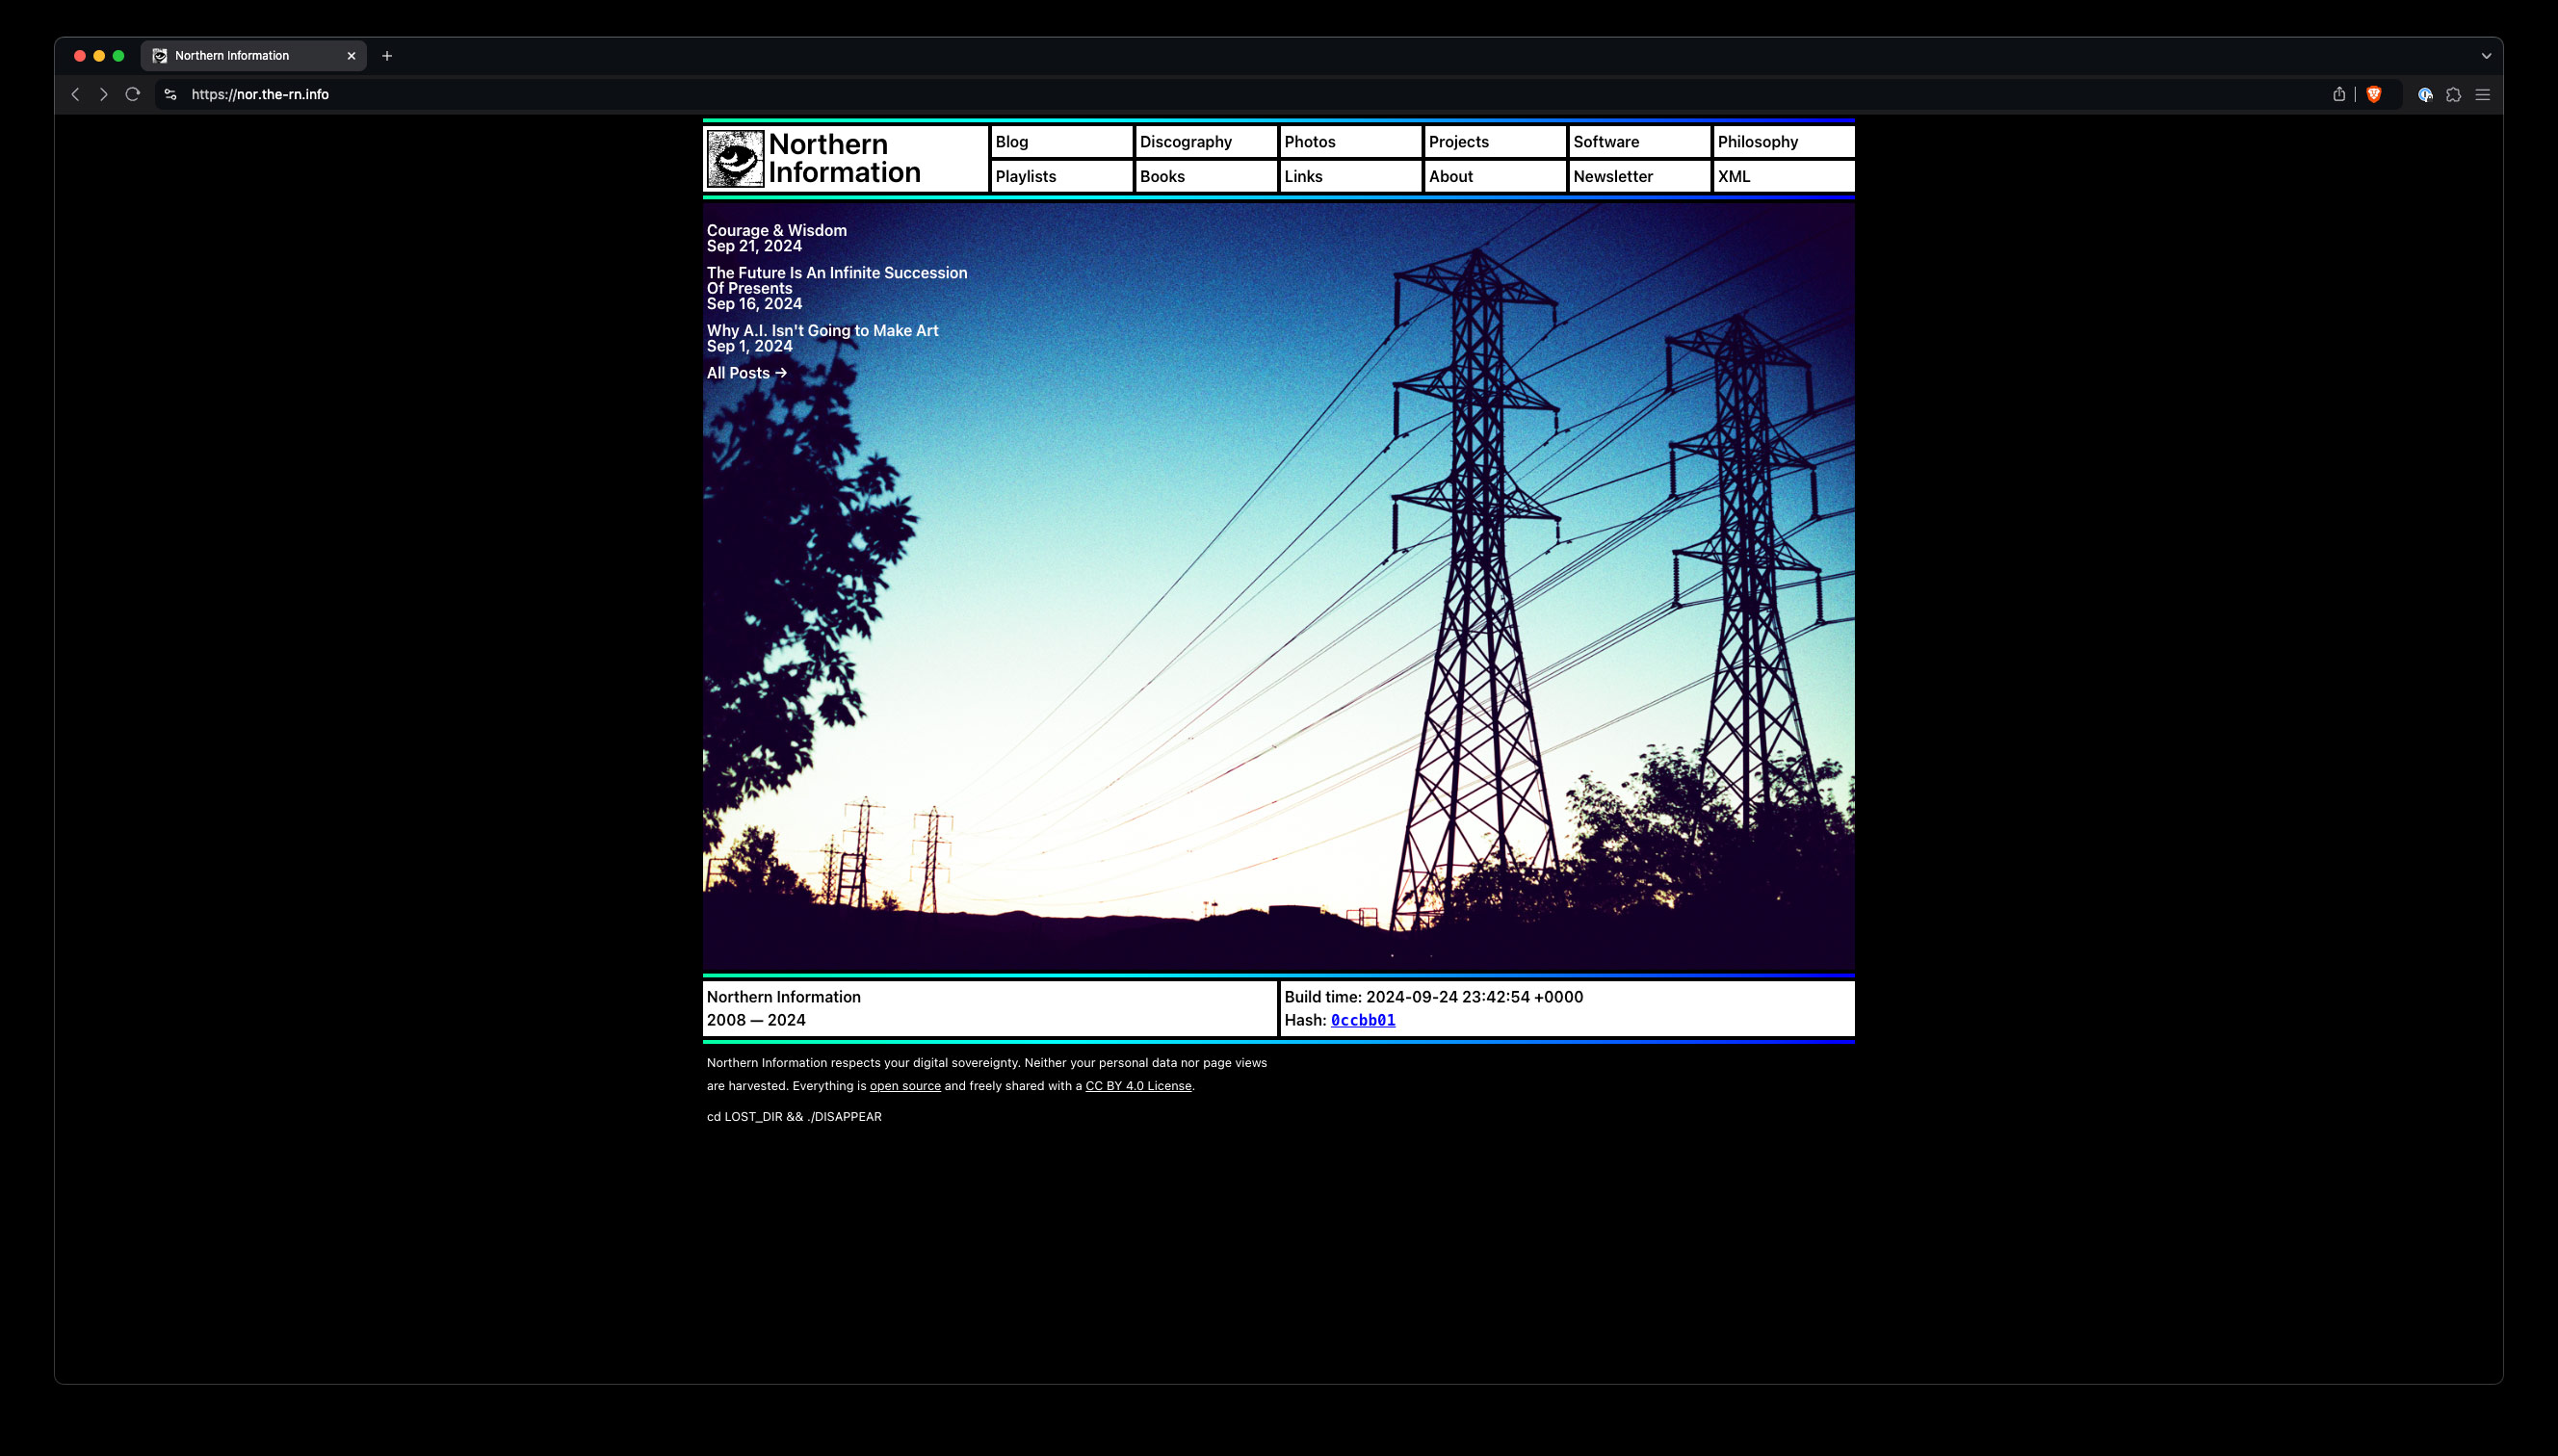 Northern Information
https://nor.the-rn.info
Northern
Information
Blog
Discography
Photos
Projects
Software
Philosophy
Playlists
Books
Links
About
Newsletter
XML
Courage & Wisdom
Sep 21, 2024
The Future Is An Infinite Succession
Of Presents
Sep 16, 2024
Why A.I. Isn't Going to Make Art
Sep 1, 2024
All Posts →
Northern Information
2008 — 2024
Build time: 2024-09-24 23:42:54 +0000
Hash: 0ccbb01
Northern Information respects your digital sovereignty. Neither your personal data nor page views
are harvested. Everything is open source and freely shared with a CC BY 4.0 License.
cd LOST_DIR && ./DISAPPEAR